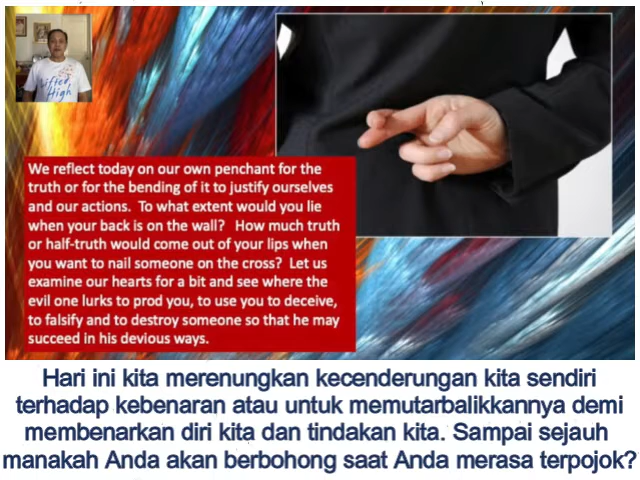 Lifted
High
We reflect today on our own penchant for the
truth or for the bending of it to justify ourselves
and our actions.  To what extent would you lie
when your back is on the wall?   How much truth
or half-truth would come out of your lips when
you want to nail someone on the cross?  Let us
examine our hearts for a bit and see where the
evil one lurks to prod you, to use you to deceive,
to falsify and to destroy someone so that he may
succeed in his devious ways.
Hari ini kita merenungkan kecenderungan kita sendiri
terhadap kebenaran atau untuk memutarbalikkannya demi
membenarkan diri kita dan tindakan kita. Sampai sejauh
manakah Anda akan berbohong saat Anda merasa terpojok?